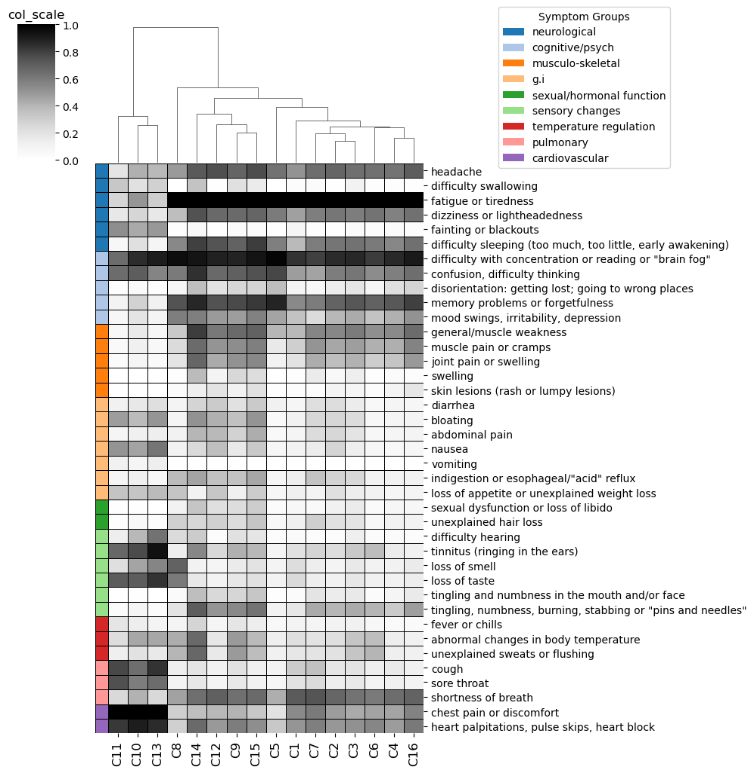 col_scale
1.0
0.8
0.6
0.4
0.2
0.0
Symptom Groups
neurological
cognitive/psych
musculo-skeletal
g.i
sexual/hormonal function
sensory changes
temperature regulation
pulmonary
cardiovascular
headache
difficulty swallowing
fatigue or tiredness
dizziness or lightheadedness
fainting or blackouts
difficulty sleeping (too much, too little, early awakening)
difficulty with concentration or reading or "brain fog"
confusion, difficulty thinking
disorientation: getting lost; going to wrong places
memory problems or forgetfulness
mood swings, irritability, depression
general/muscle weakness
muscle pain or cramps
joint pain or swelling
swelling
skin lesions (rash or lumpy lesions)
diarrhea
bloating
abdominal pain
nausea
vomiting
indigestion or esophageal/"acid" reflux
loss of appetite or unexplained weight loss
sexual dysfunction or loss of libido
unexplained hair loss
difficulty hearing
tinnitus (ringing in the ears)
loss of smell
loss of taste
tingling and numbness in the mouth and/or face
tingling, numbness, burning, stabbing or "pins and needles"
fever or chills
abnormal changes in body temperature
unexplained sweats or flushing
cough
sore throat
shortness of breath
chest pain or discomfort
heart palpitations, pulse skips, heart block
C11 C10 C13 C8 C14 C12 C9 C15 C5 C1 C7 C2 C3 C6 C4 C16